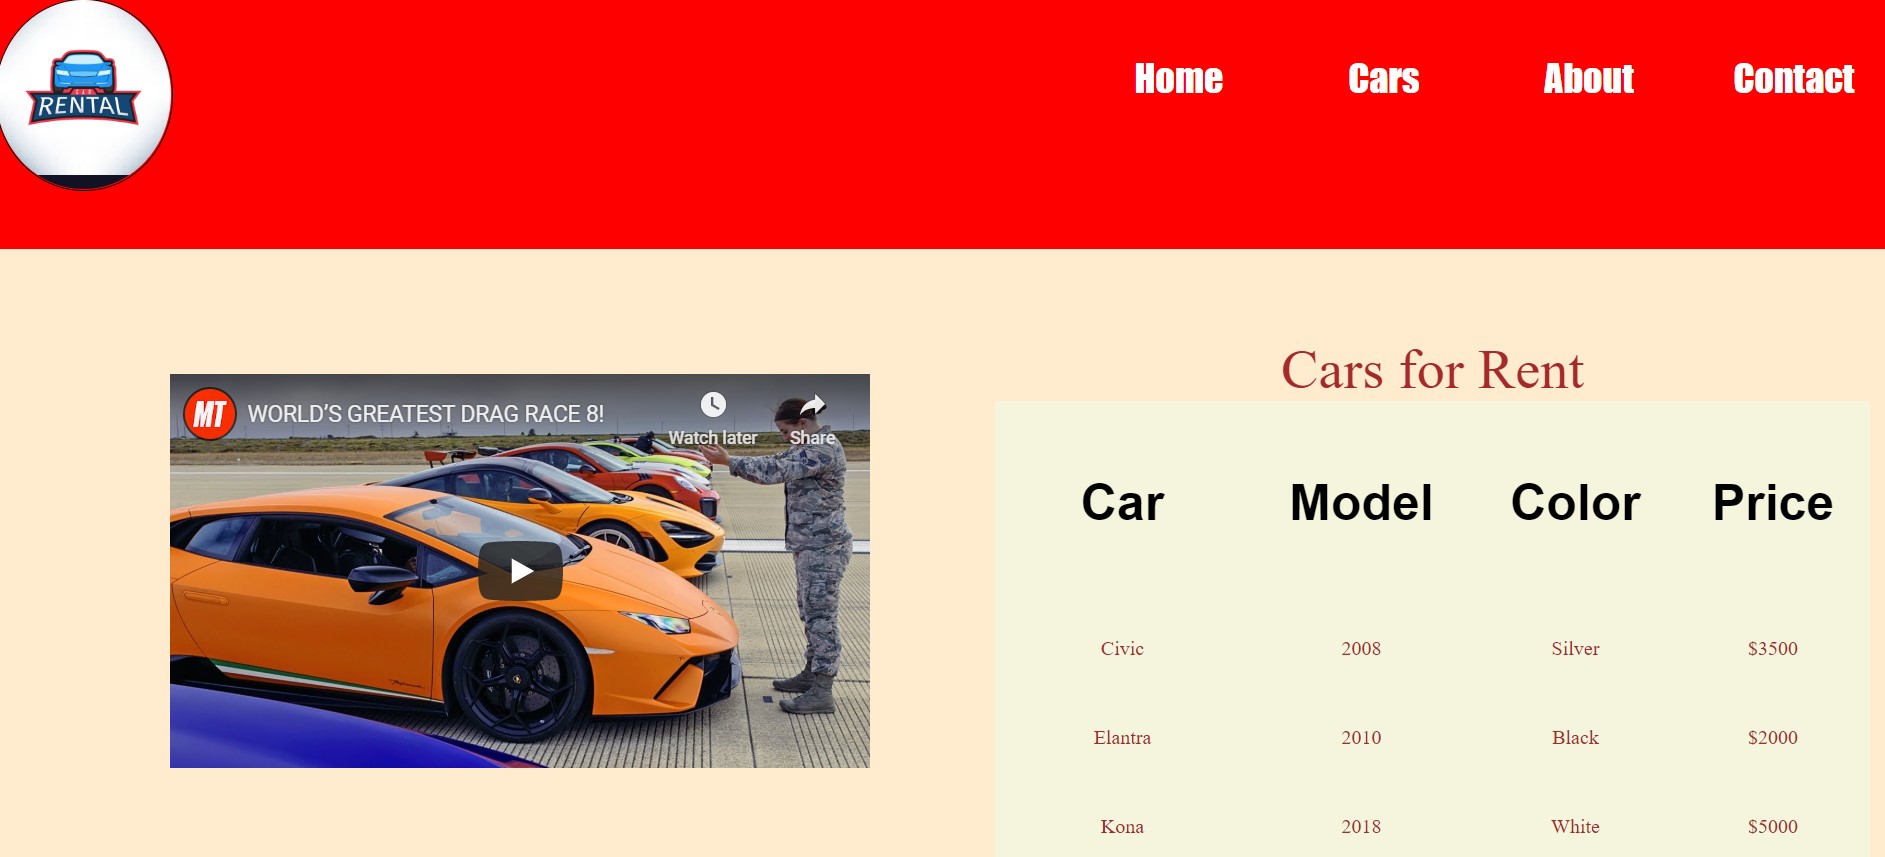 RENTAL
Home Cars About Contact
MT WORLD'S GREATEST DRAG RACE 8!
Watch later Share
Cars for Rent
Car Model Color Price
Civic 2008 Silver $3500
Elantra 2010 Black $2000
Kona 2018 White $5000